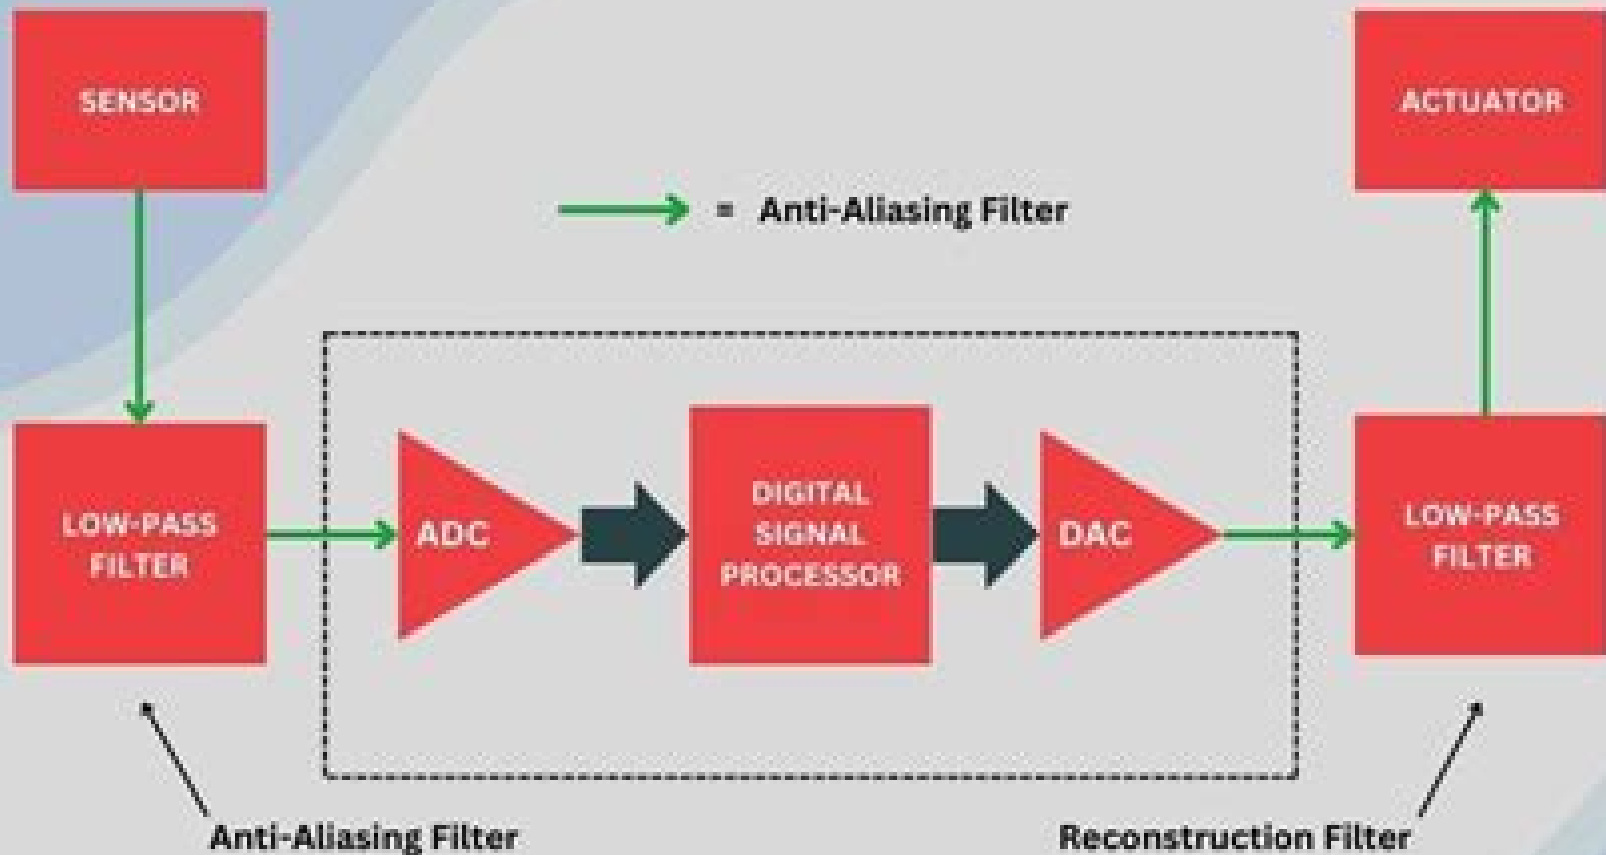 SENSOR
ACTUATOR
= Anti-Aliasing Filter
LOW-PASS
FILTER
ADC
DIGITAL
SIGNAL
PROCESSOR
DAC
LOW-PASS
FILTER
Anti-Aliasing Filter
Reconstruction Filter